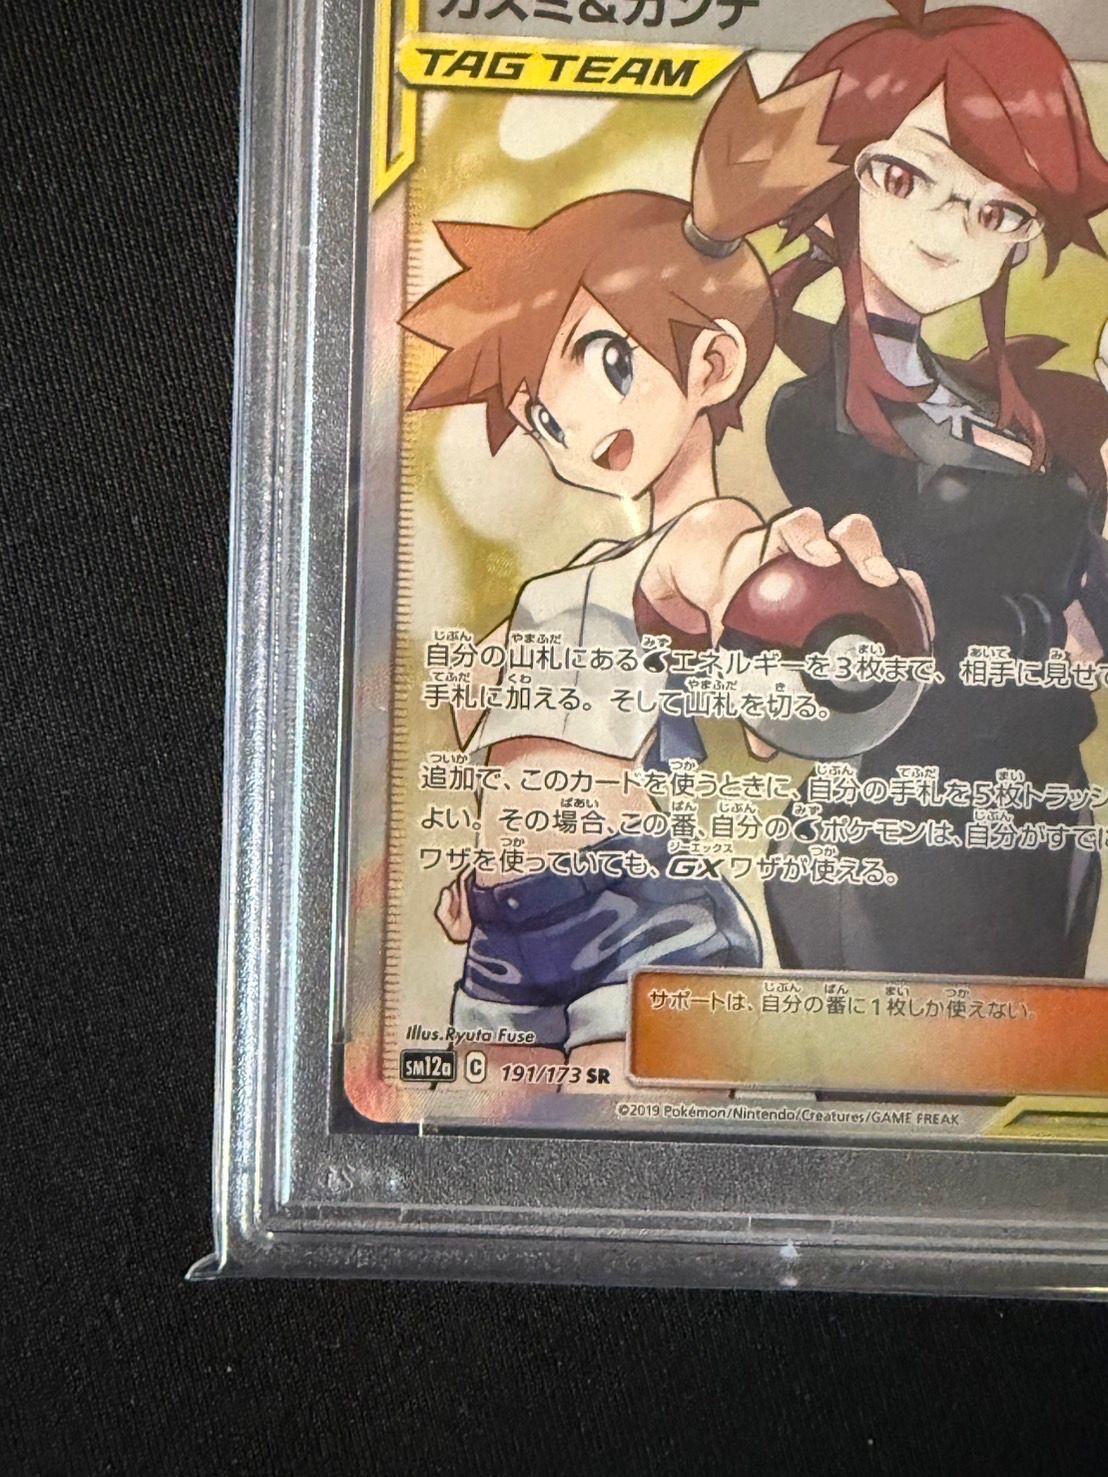 カスミ&カンナ
TAG TEAM
自分の山札にある エネルギーを3枚まで、相手に見せて
手札に加える。そして山札を切る。
追加で、このカードを使うときに、自分の手札を5枚トラッシ
よい。その場合、この番、自分の ポケモンは、自分がすでに
ワザを使っていても、GXワザが使える。
サポートは、自分の番に1枚しか使えない。
Illus.Ryuta Fuse
SM12a C 191/173 SR
©2019 Pokémon/Nintendo/Creatures/GAME FREAK